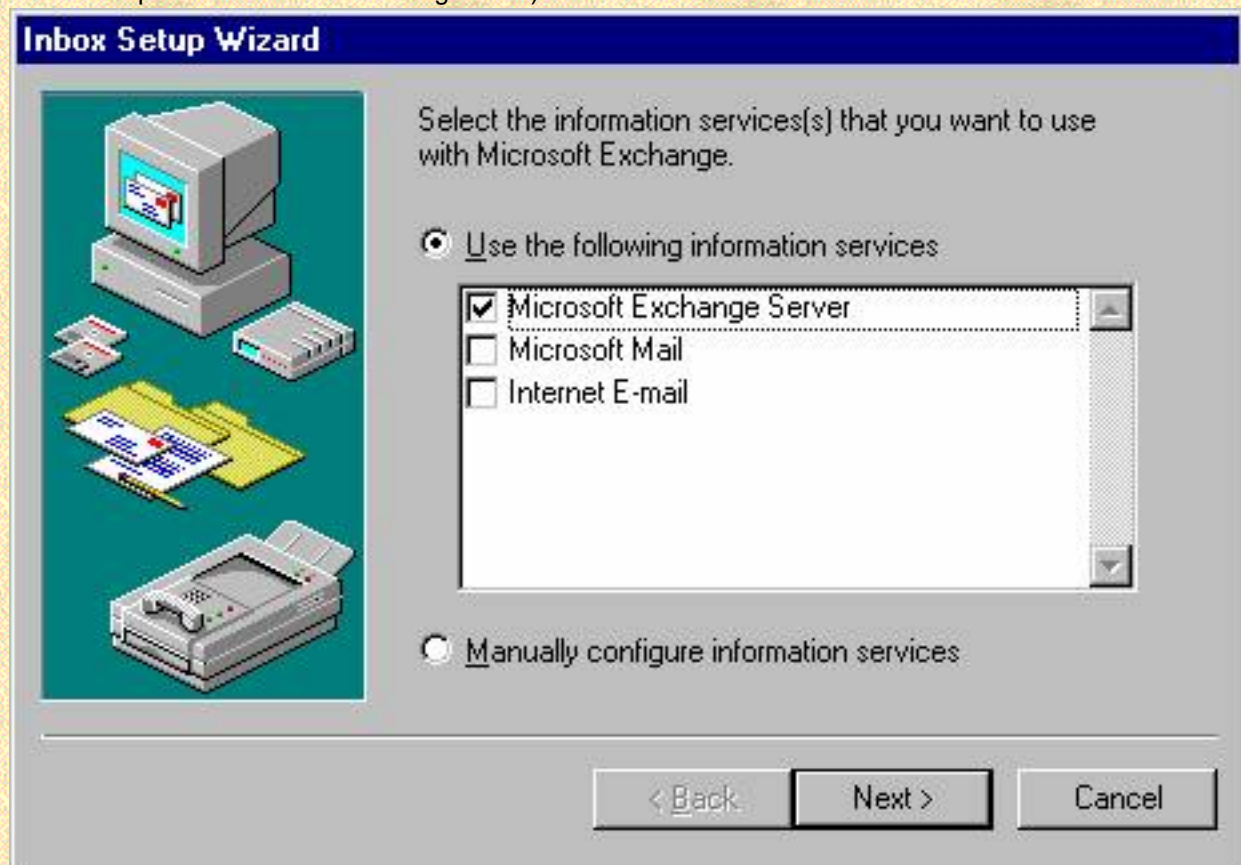 Inbox Setup Wizard
Select the information services(s) that you want to use
with Microsoft Exchange.
Use the following information services
Microsoft Exchange Server
Microsoft Mail
Internet E-mail
Manually configure information services
< Back
Next >
Cancel